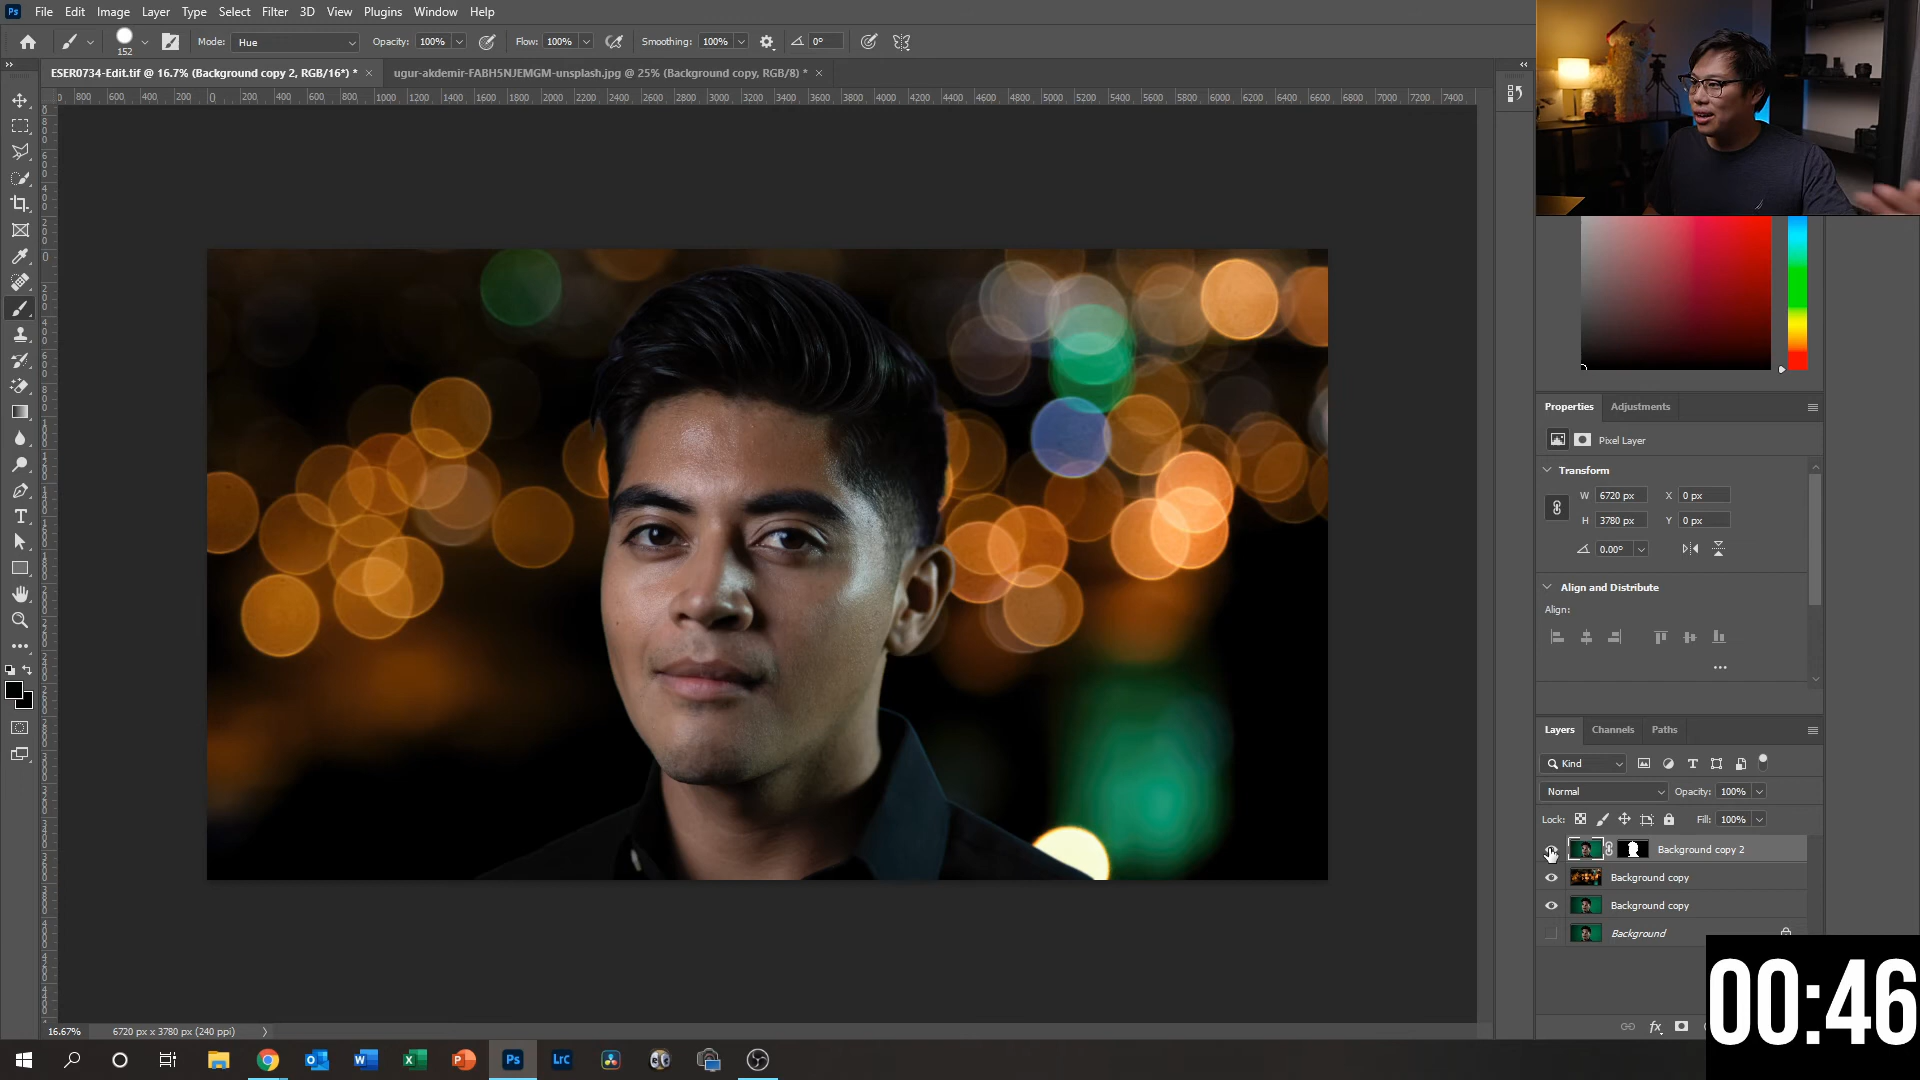 Ps File Edit Image Layer Type Select Filter 3D View Plugins Window Help
152 Mode: Hue Opacity: 100% Flow: 100% Smoothing: 100% 0°
ESER0734-Edit.tif @ 16.7% (Background copy 2, RGB/16*) * × ugur-akdemir-FABH5NJEMGM-unsplash.jpg @ 25% (Background copy, RGB/8) * ×
800 600 400 200 0 200 400 600 800 1000 1200 1400 1600 1800 2000 2200 2400 2600 2800 3000 3200 3400 3600 3800 4000 4200 4400 4600 4800 5000 5200 5400 5600 5800 6000 6200 6400 6600 6800 7000 7200 7400
Properties Adjustments
Pixel Layer
Transform
W 6720 px X 0 px
H 3780 px Y 0 px
0.00°
Align and Distribute
Align:
Layers Channels Paths
Kind
Normal Opacity: 100%
Lock: Fill: 100%
Background copy 2
Background copy
Background copy
Background
00:46
fx
16.67% 6720 px x 3780 px (240 ppi)
Ps Lrc